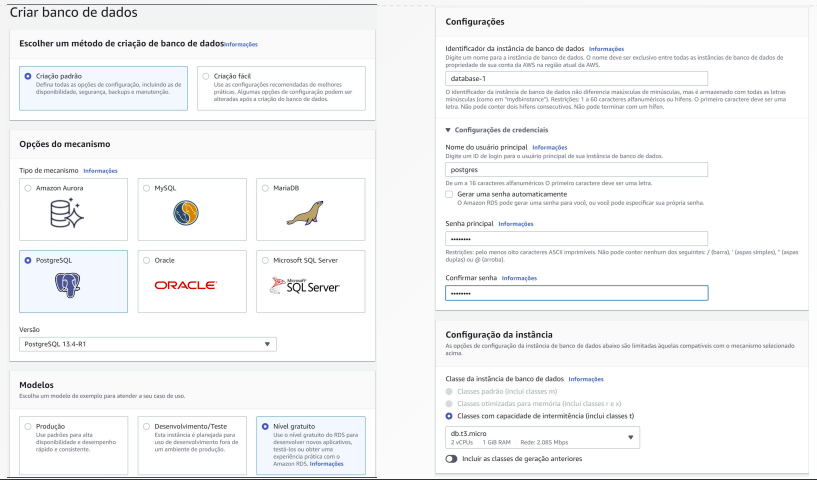 Criar banco de dados
Escolher um método de criação de banco de dados Informações
Criação padrão
Defina todas as opções de configuração, incluindo as de
disponibilidade, segurança, backups e manutenção.
Criação fácil
Use as configurações recomendadas de melhores
práticas. Algumas opções de configuração podem ser
alteradas após a criação do banco de dados.
Opções do mecanismo
Tipo de mecanismo Informações
Amazon Aurora
MySQL
MariaDB
PostgreSQL
Oracle
ORACLE
Microsoft SQL Server
Microsoft
SQL Server
Versão
PostgreSQL 13.4-R1
Modelos
Escolha um modelo de exemplo para atender a seu caso de uso.
Produção
Use padrões para alta
disponibilidade e desempenho
rápido e consistente.
Desenvolvimento/Teste
Esta instância é planejada para
uso de desenvolvimento fora de
um ambiente de produção.
Nível gratuito
Use o nível gratuito do RDS para
desenvolver novos aplicativos,
testá-los ou obter uma
experiência prática com o
Amazon RDS. Informações
Configurações
Identificador da instância de banco de dados Informações
Digite um nome para a instância de banco de dados. O nome deve ser exclusivo entre todas as instâncias de banco de dados de
propriedade de sua conta da AWS na região atual da AWS.
database-1
O identificador da instância de banco de dados não diferencia maiúsculas de minúsculas, mas é armazenado com todas as letras
minúsculas (como em "mydbinstance"). Restrições: 1 a 60 caracteres alfanuméricos ou hífens. O primeiro caractere deve ser uma
letra. Não pode conter dois hífens consecutivos. Não pode terminar com um hífen.
Configurações de credenciais
Nome do usuário principal Informações
Digite um ID de login para o usuário principal de sua instância de banco de dados.
postgres
De um a 16 caracteres alfanuméricos O primeiro caractere deve ser uma letra.
Gerar uma senha automaticamente
O Amazon RDS pode gerar uma senha para você, ou você pode especificar sua própria senha.
Senha principal Informações
••••••••
Restrições: pelo menos oito caracteres ASCII imprimíveis. Não pode conter nenhum dos seguintes: / (barra), ' (aspas simples), " (aspas
duplas) ou @ (arroba).
Confirmar senha Informações
••••••••
Configuração da instância
As opções de configuração da instância de banco de dados abaixo são limitadas àquelas compatíveis com o mecanismo selecionado
acima.
Classe da instância de banco de dados Informações
Classes padrão (inclui classes m)
Classes otimizadas para memória (inclui classes r e x)
Classes com capacidade de intermitência (inclui classes t)
db.t3.micro
2 vCPUs 1 GiB RAM Rede: 2.085 Mbps
Incluir as classes de geração anteriores